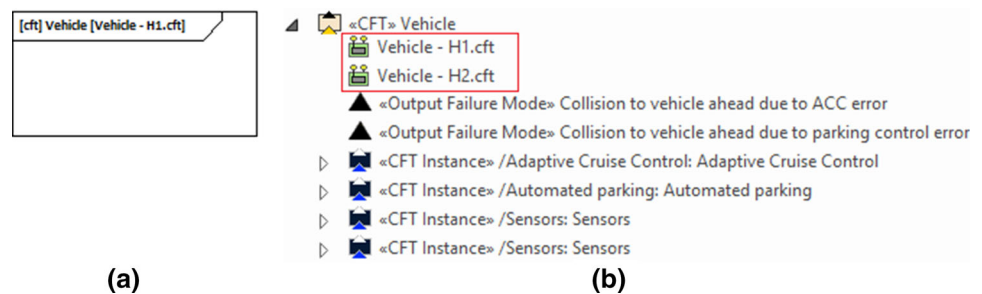 [cft] Vehicle [Vehicle - H1.cft]
«CFT» Vehicle
Vehicle - H1.cft
Vehicle - H2.cft
«Output Failure Mode» Collision to vehicle ahead due to ACC error
«Output Failure Mode» Collision to vehicle ahead due to parking control error
«CFT Instance» /Adaptive Cruise Control: Adaptive Cruise Control
«CFT Instance» /Automated parking: Automated parking
«CFT Instance» /Sensors: Sensors
«CFT Instance» /Sensors: Sensors
(a)
(b)